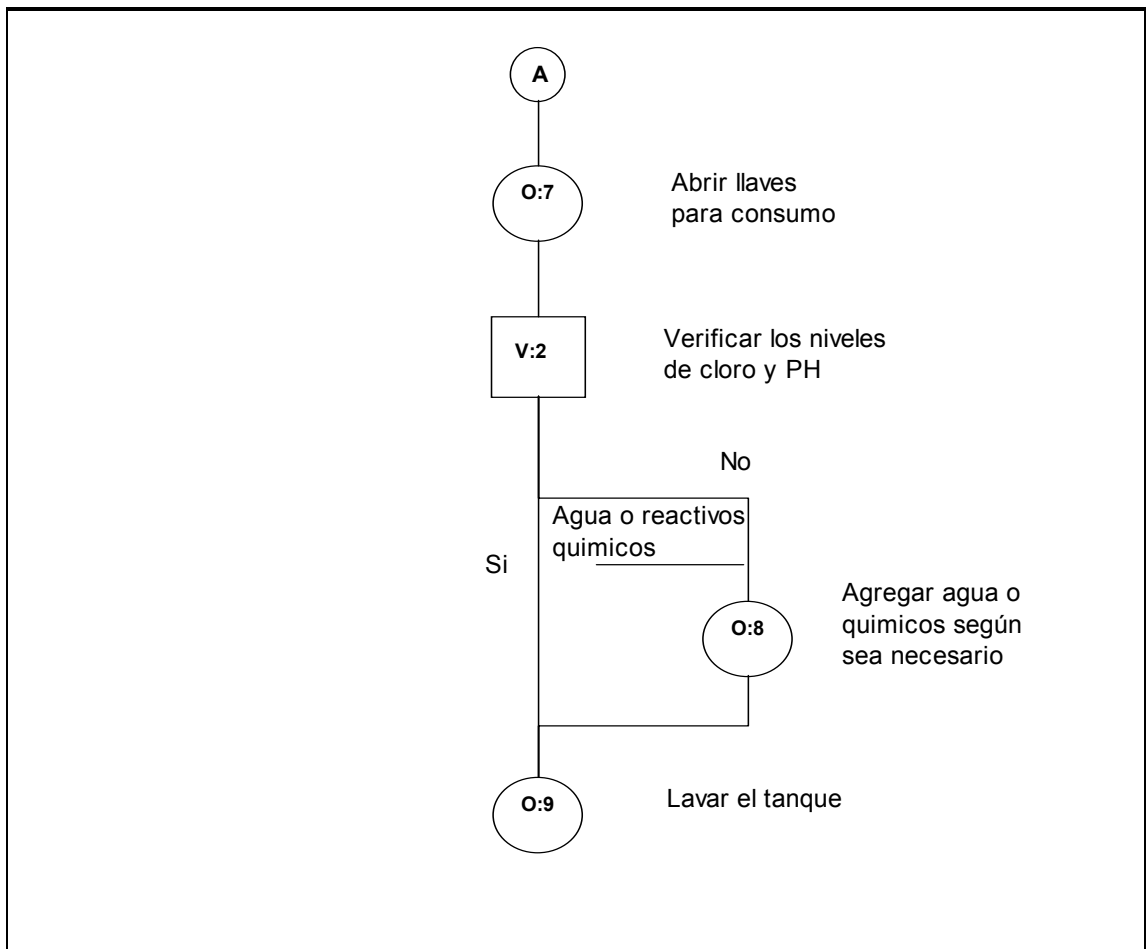 A
O:7
Abrir llaves
para consumo
V:2
Verificar los niveles
de cloro y PH
No
Agua o reactivos
quimicos
Si
O:8
Agregar agua o
quimicos según
sea necesario
O:9
Lavar el tanque